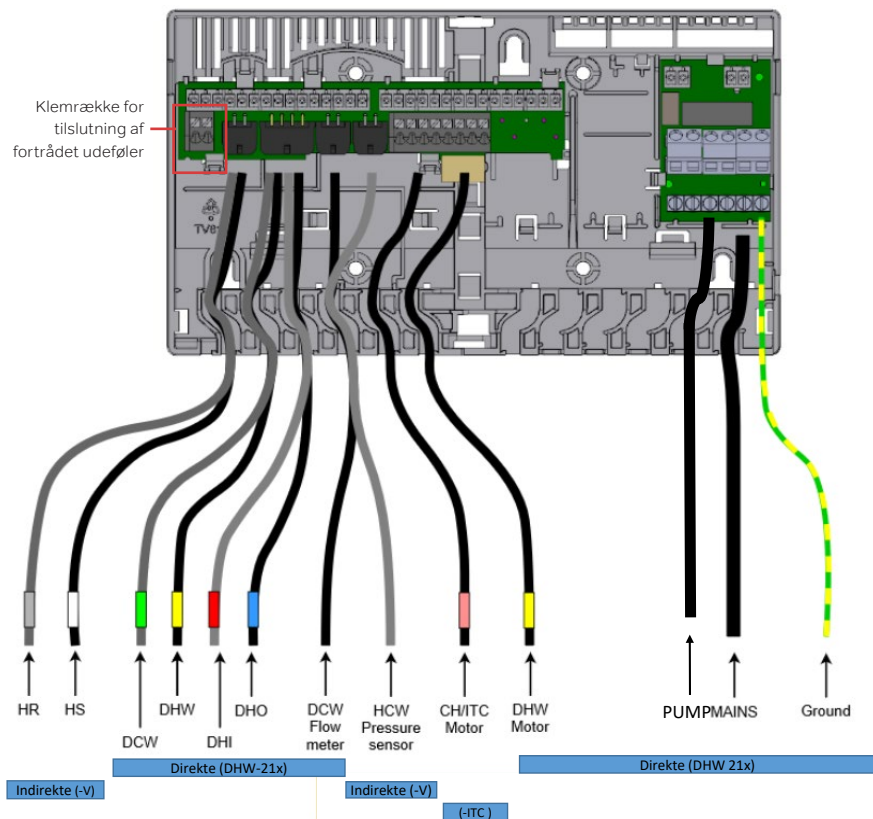 Klemrække for
tilslutning af
fortrådet udeføler
HR
HS
DCW
DHW
DHI
DHO
DCW
Flow
meter
HCW
Pressure
sensor
CH/ITC
Motor
DHW
Motor
PUMP
MAINS
Ground
Direkte (DHW-21x)
Direkte (DHW 21x)
Indirekte (-V)
Indirekte (-V)
(-ITC )